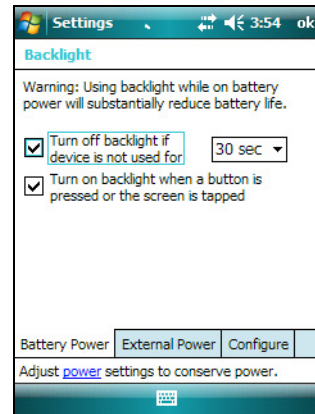 Settings 3:54 ok
Backlight
Warning: Using backlight while on battery
power will substantially reduce battery life.
Turn off backlight if
device is not used for 30 sec
Turn on backlight when a button is
pressed or the screen is tapped
Battery Power External Power Configure
Adjust power settings to conserve power.